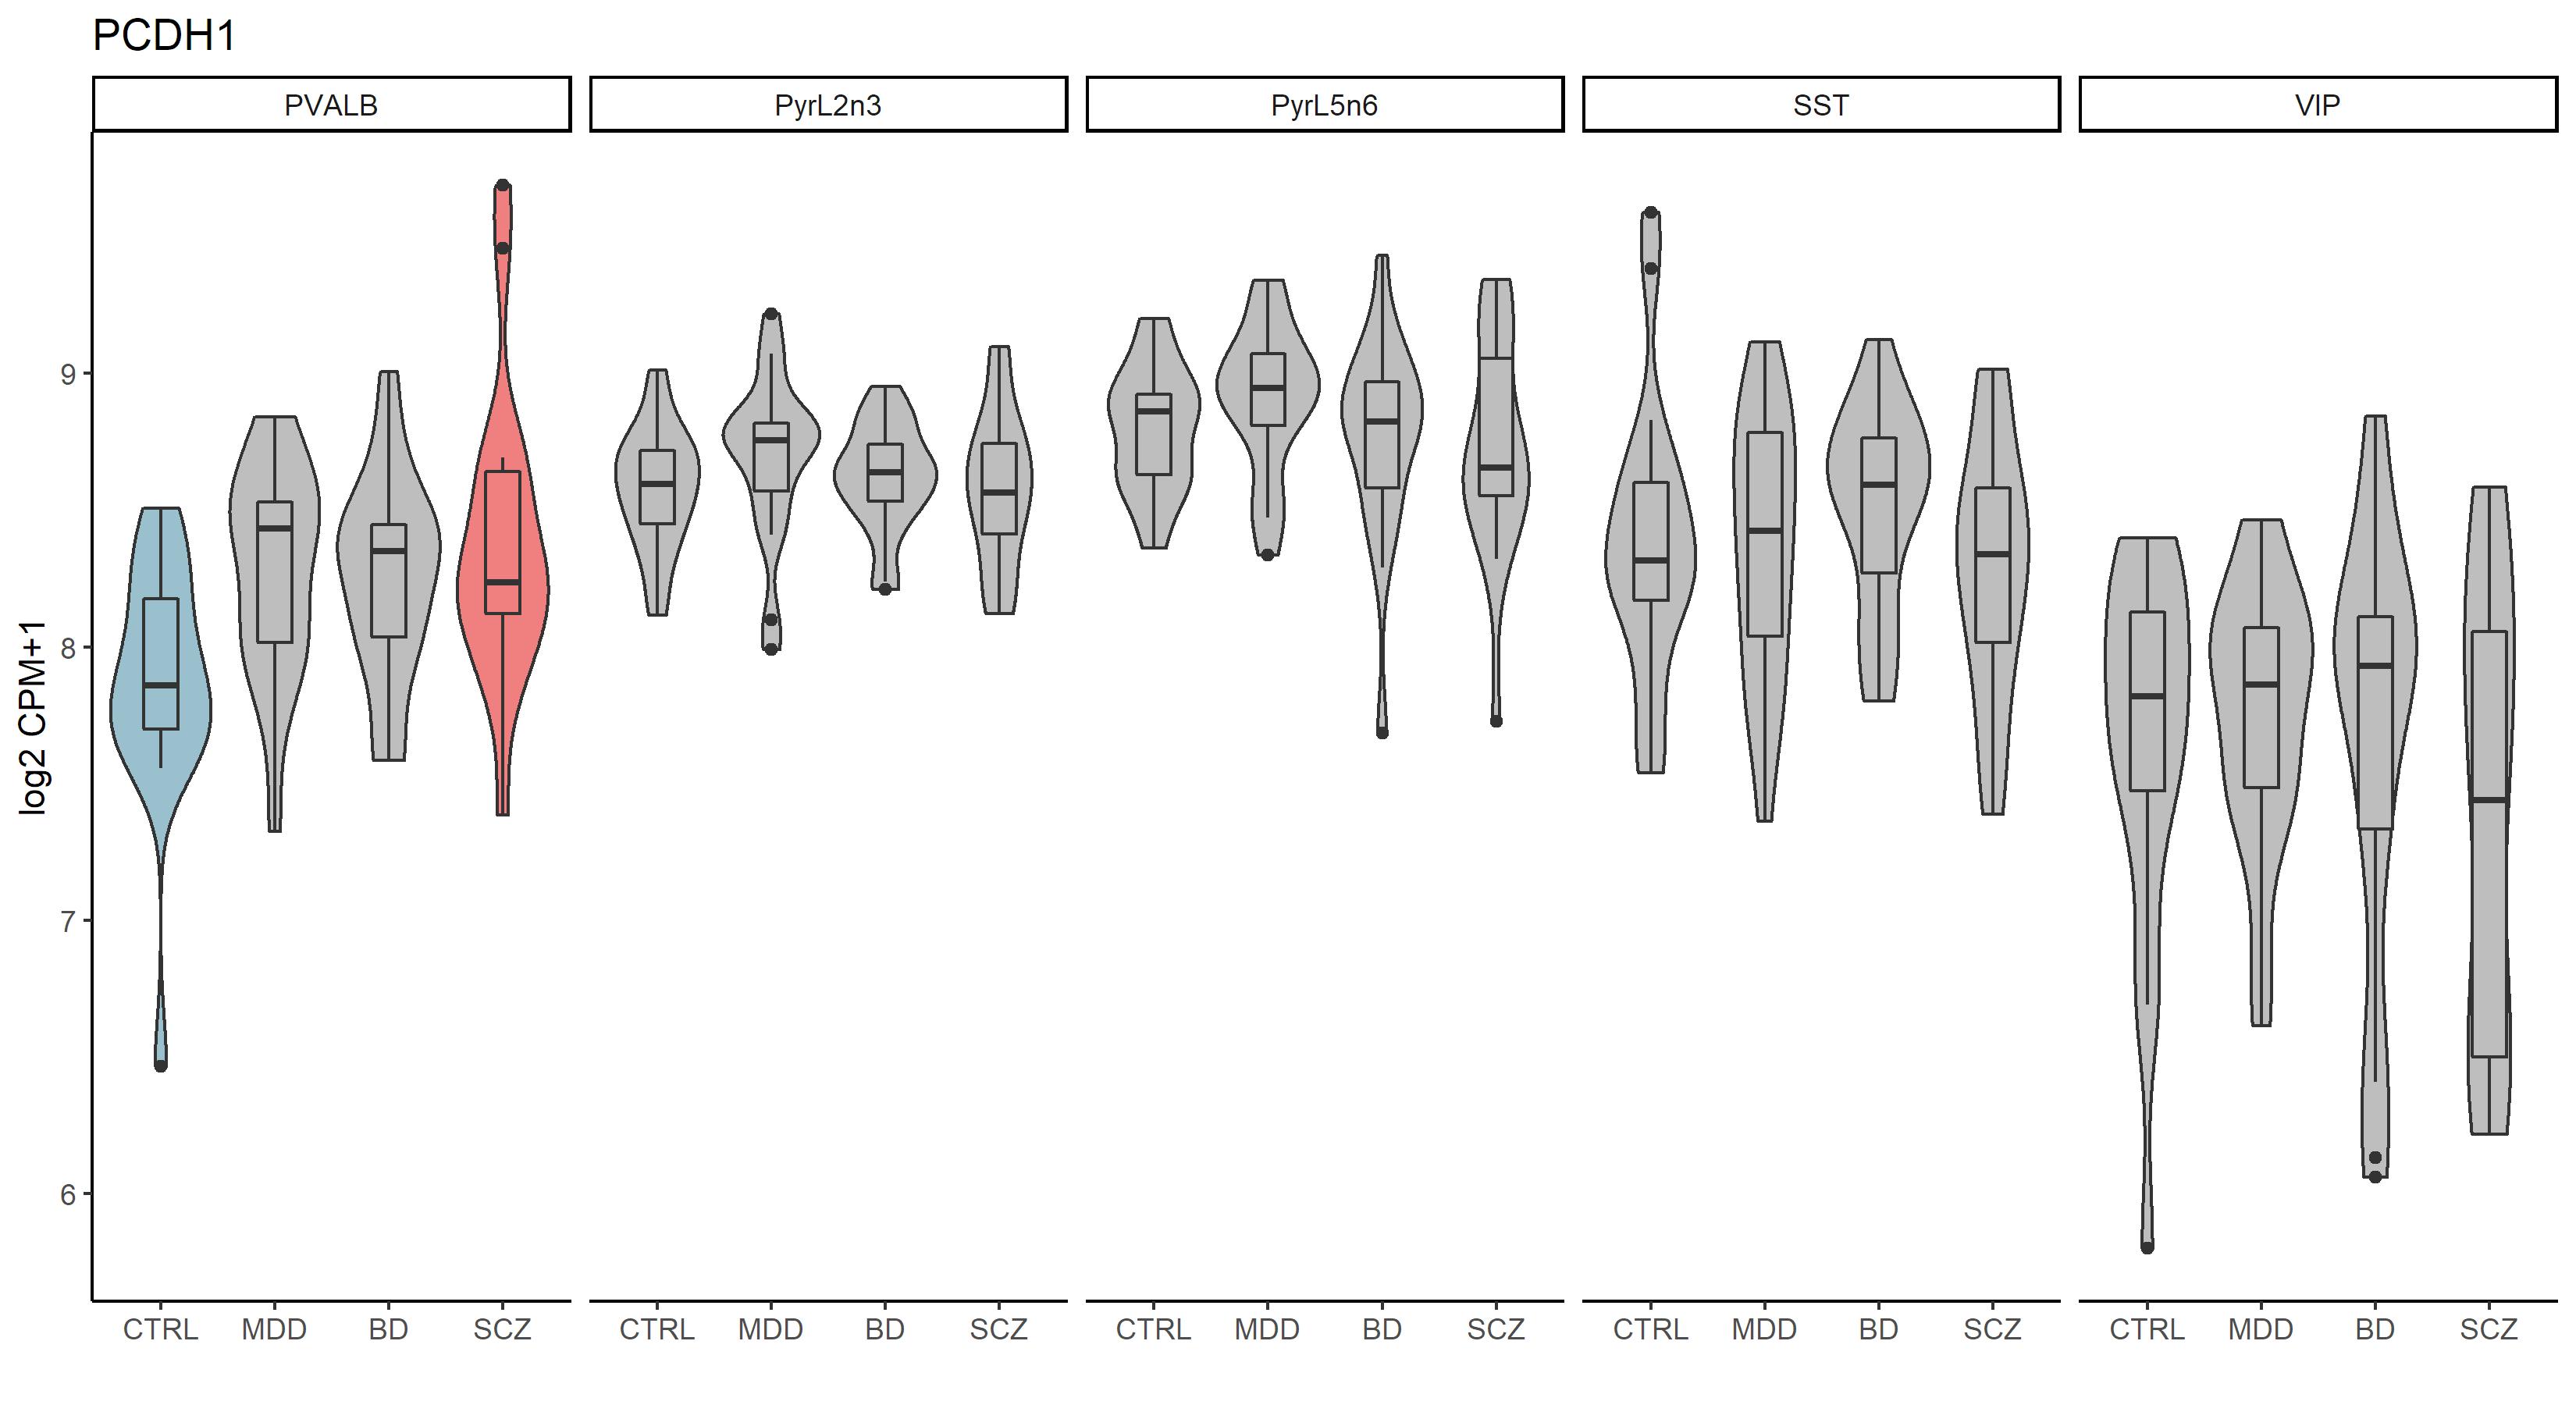 PCDH1
PVALB PyrL2n3 PyrL5n6 SST VIP
log2 CPM+1
9
8
7
6
CTRL MDD BD SCZ CTRL MDD BD SCZ CTRL MDD BD SCZ CTRL MDD BD SCZ CTRL MDD BD SCZ